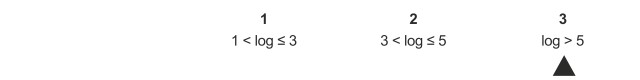 1 2 3
1 < log ≤ 3 3 < log ≤ 5 log > 5